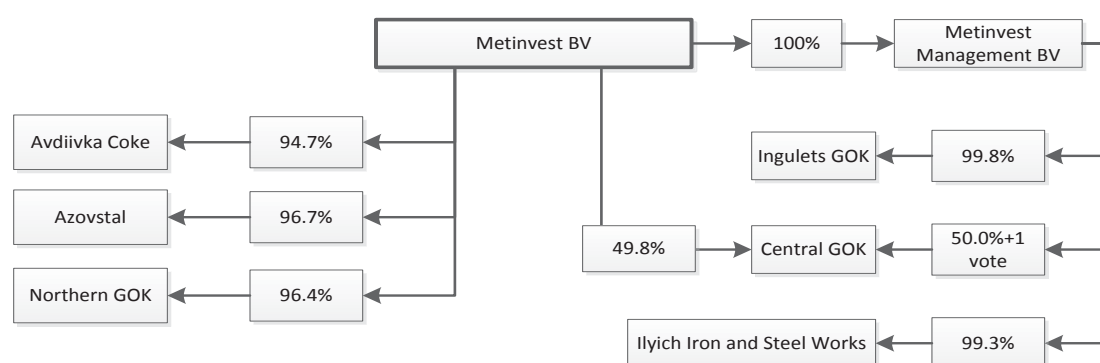 Metinvest BV
100%
Metinvest
Management BV
Avdiivka Coke
94.7%
Ingulets GOK
99.8%
Azovstal
96.7%
49.8%
Central GOK
50.0%+1
vote
Northern GOK
96.4%
Ilyich Iron and Steel Works
99.3%